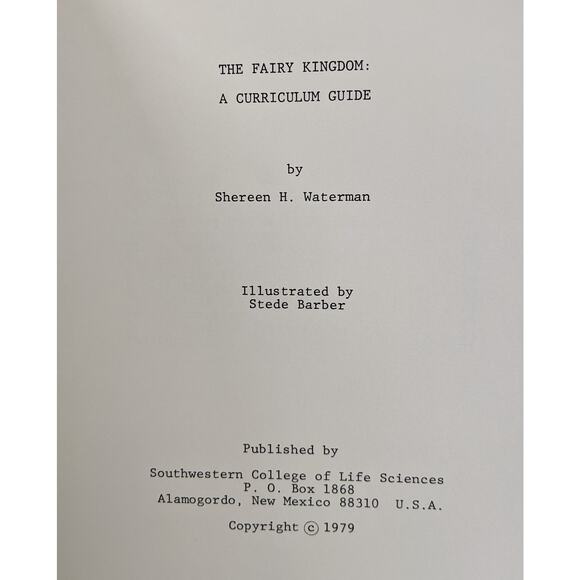 THE FAIRY KINGDOM:
A CURRICULUM GUIDE
by
Shereen H. Waterman
Illustrated by
Stede Barber
Published by
Southwestern College of Life Sciences
P. O. Box 1868
Alamogordo, New Mexico 88310 U.S.A.
Copyright © 1979